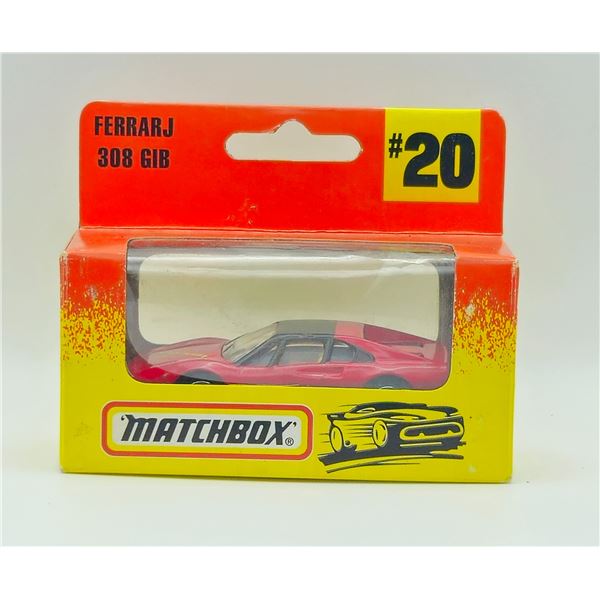 FERRARJ
308 GIB
#20
'MATCHBOX'®